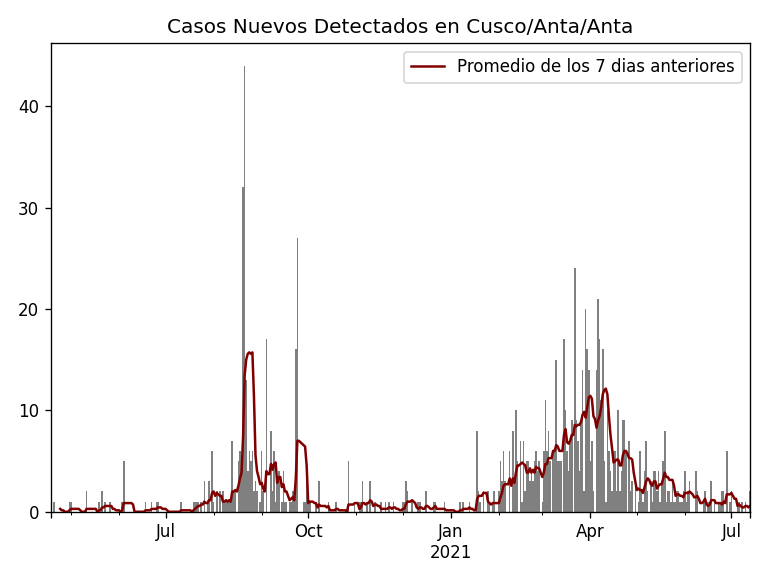 Casos Nuevos Detectados en Cusco/Anta/Anta
Promedio de los 7 dias anteriores
40
30
20
10
0
Jul
Oct
Jan
2021
Apr
Jul